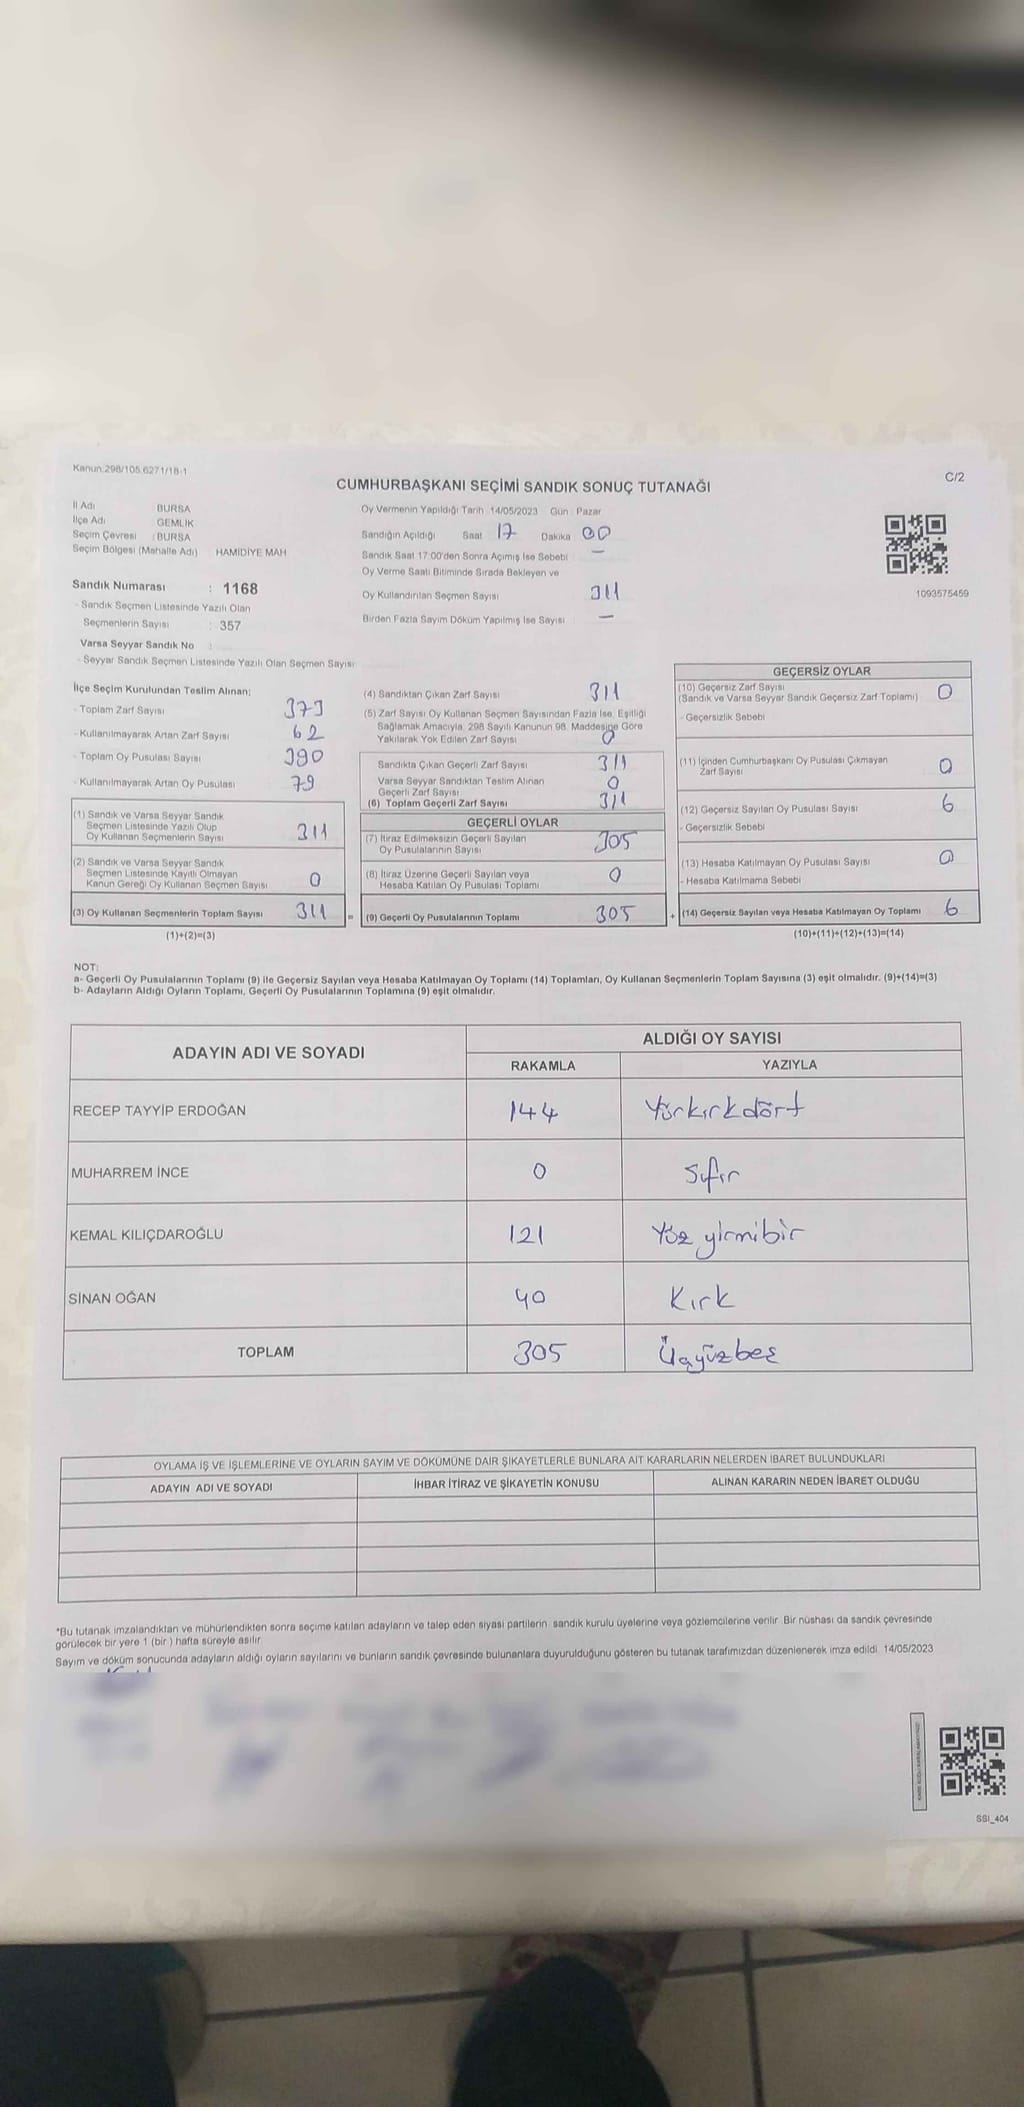 Kanun.298/105.6271/18-1
C/2
CUMHURBAŞKANI SEÇİMİ SANDIK SONUÇ TUTANAĞI
İl Adı BURSA
İlçe Adı GEMLİK
Seçim Çevresi : BURSA
Seçim Bölgesi (Mahalle Adı) HAMİDİYE MAH
Sandık Numarası : 1168
- Sandık Seçmen Listesinde Yazılı Olan
Seçmenlerin Sayısı : 357
Varsa Seyyar Sandık No :
- Seyyar Sandık Seçmen Listesinde Yazılı Olan Seçmen Sayısı
Oy Vermenin Yapıldığı Tarih 14/05/2023 Gün : Pazar
Sandığın Açıldığı Saat 17 Dakika 00
Sandık Saat 17:00'den Sonra Açımış İse Sebebi –
Oy Verme Saati Bitiminde Sırada Bekleyen ve
Oy Kullandırılan Seçmen Sayısı 311
Birden Fazla Sayım Döküm Yapılmış İse Sayısı –
1093575459
İlçe Seçim Kurulundan Teslim Alınan;
- Toplam Zarf Sayısı 373
- Kullanılmayarak Artan Zarf Sayısı 62
- Toplam Oy Pusulası Sayısı 390
- Kullanılmayarak Artan Oy Pusulası 79
(1) Sandık ve Varsa Seyyar Sandık
Seçmen Listesinde Yazılı Olup
Oy Kullanan Seçmenlerin Sayısı 311
(2) Sandık ve Varsa Seyyar Sandık
Seçmen Listesinde Kayıtlı Olmayan
Kanun Gereği Oy Kullanan Seçmen Sayısı 0
(3) Oy Kullanan Seçmenlerin Toplam Sayısı 311
(1)+(2)=(3)
(4) Sandıktan Çıkan Zarf Sayısı 311
(5) Zarf Sayısı Oy Kullanan Seçmen Sayısından Fazla İse, Eşitliği
Sağlamak Amacıyla, 298 Sayılı Kanunun 98. Maddesine Göre
Yakılarak Yok Edilen Zarf Sayısı 0
Sandıkta Çıkan Geçerli Zarf Sayısı 311
Varsa Seyyar Sandıktan Teslim Alınan
Geçerli Zarf Sayısı 0
(6) Toplam Geçerli Zarf Sayısı 311
GEÇERLİ OYLAR
(7) İtiraz Edilmeksizin Geçerli Sayılan
Oy Pusulalarının Sayısı 305
(8) İtiraz Üzerine Geçerli Sayılan veya
Hesaba Katılan Oy Pusulası Toplamı 0
= (9) Geçerli Oy Pusulalarının Toplamı 305
GEÇERSİZ OYLAR
(10) Geçersiz Zarf Sayısı
(Sandık ve Varsa Seyyar Sandık Geçersiz Zarf Toplamı) 0
- Geçersizlik Sebebi
(11) İçinden Cumhurbaşkanı Oy Pusulası Çıkmayan
Zarf Sayısı 0
(12) Geçersiz Sayılan Oy Pusulası Sayısı 6
- Geçersizlik Sebebi
(13) Hesaba Katılmayan Oy Pusulası Sayısı 0
- Hesaba Katılmama Sebebi
+ (14) Geçersiz Sayılan veya Hesaba Katılmayan Oy Toplamı 6
(10)+(11)+(12)+(13)=(14)
NOT:
a- Geçerli Oy Pusulalarının Toplamı (9) ile Geçersiz Sayılan veya Hesaba Katılmayan Oy Toplamı (14) Toplamları, Oy Kullanan Seçmenlerin Toplam Sayısına (3) eşit olmalıdır. (9)+(14)=(3)
b- Adayların Aldığı Oyların Toplamı, Geçerli Oy Pusulalarının Toplamına (9) eşit olmalıdır.
ADAYIN ADI VE SOYADI ALDIĞI OY SAYISI
RAKAMLA YAZIYLA
RECEP TAYYİP ERDOĞAN 144 Yüzkırkdört
MUHARREM İNCE 0 Sıfır
KEMAL KILIÇDAROĞLU 121 Yüz yirmibir
SİNAN OĞAN 40 Kırk
TOPLAM 305 Üçyüzbeş
OYLAMA İŞ VE İŞLEMLERİNE VE OYLARIN SAYIM VE DÖKÜMÜNE DAİR ŞİKAYETLERLE BUNLARA AİT KARARLARIN NELERDEN İBARET BULUNDUKLARI
ADAYIN ADI VE SOYADI İHBAR İTİRAZ VE ŞİKAYETİN KONUSU ALINAN KARARIN NEDEN İBARET OLDUĞU
*Bu tutanak imzalandıktan ve mühürlendikten sonra seçime katılan adayların ve talep eden siyasi partilerin sandık kurulu üyelerine veya gözlemcilerine verilir. Bir nüshası da sandık çevresinde
görülecek bir yere 1 (bir ) hafta süreyle asılır.
Sayım ve döküm sonucunda adayların aldığı oyların sayılarını ve bunların sandık çevresinde bulunanlara duyurulduğunu gösteren bu tutanak tarafımızdan düzenlenerek imza edildi. 14/05/2023
SSI_404